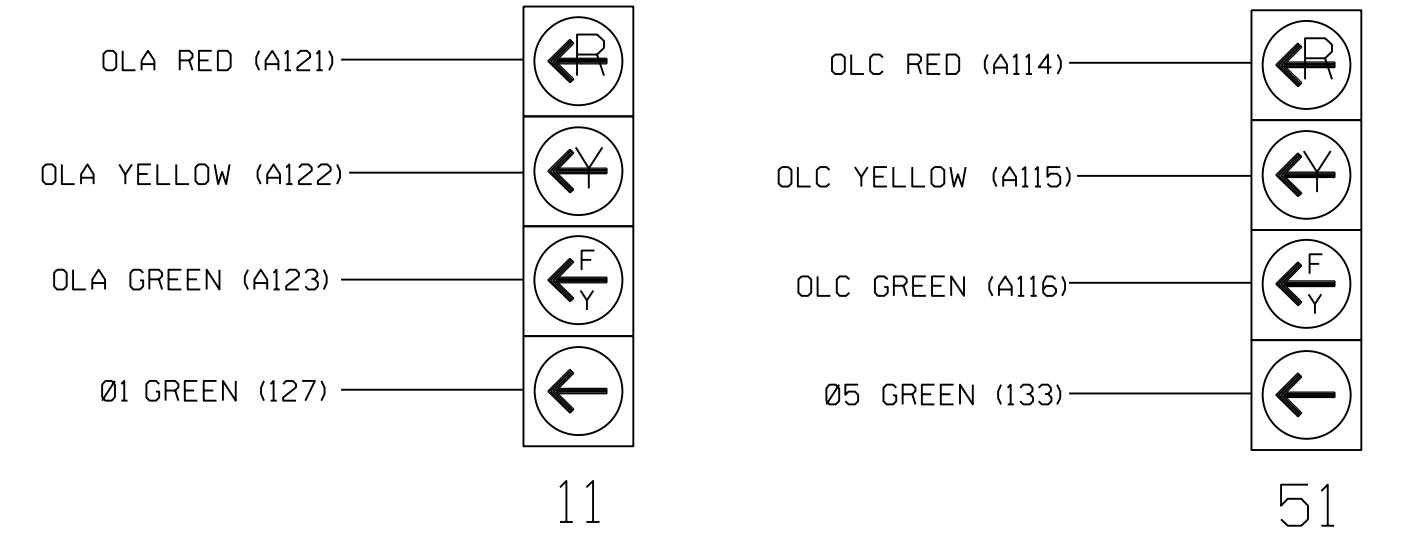 OLA RED (A121)
R
OLA YELLOW (A122)
Y
OLA GREEN (A123)
F
Y
Ø1 GREEN (127)
11
OLC RED (A114)
R
OLC YELLOW (A115)
Y
OLC GREEN (A116)
F
Y
Ø5 GREEN (133)
51